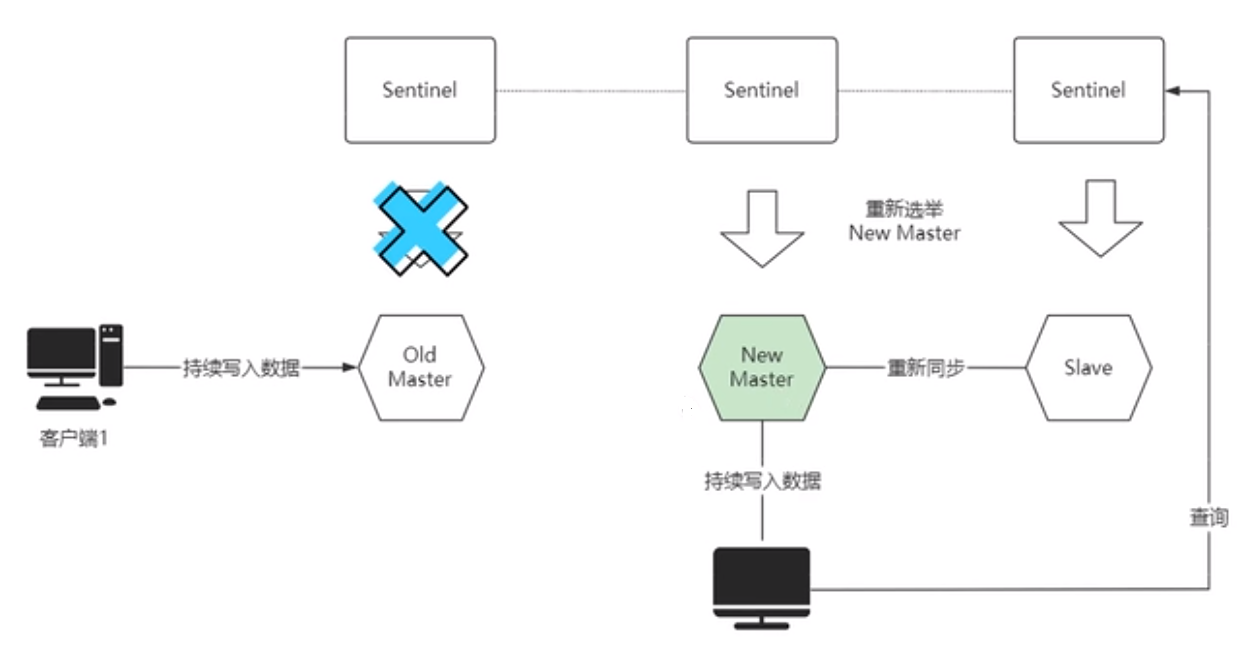 Sentinel
Sentinel
Sentinel
重新选举
New Master
持续写入数据
Old
Master
New
Master
重新同步
Slave
客户端1
持续写入数据
查询